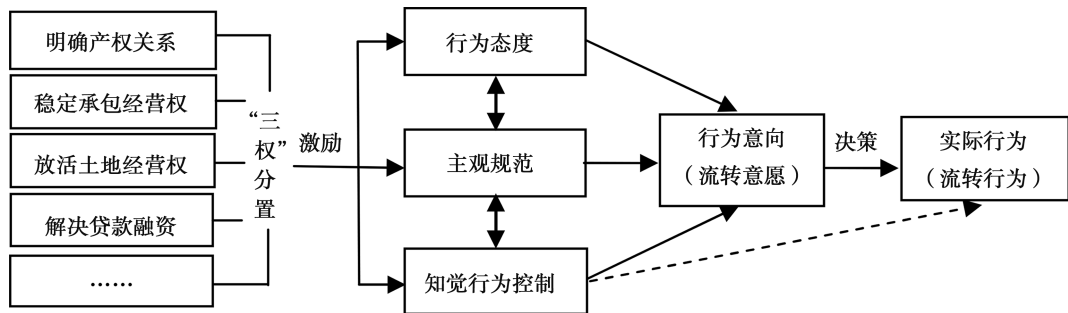 明确产权关系
稳定承包经营权
放活土地经营权
解决贷款融资
……
“三
权”
分
置
激励
行为态度
主观规范
知觉行为控制
行为意向
（流转意愿）
决策
实际行为
（流转行为）